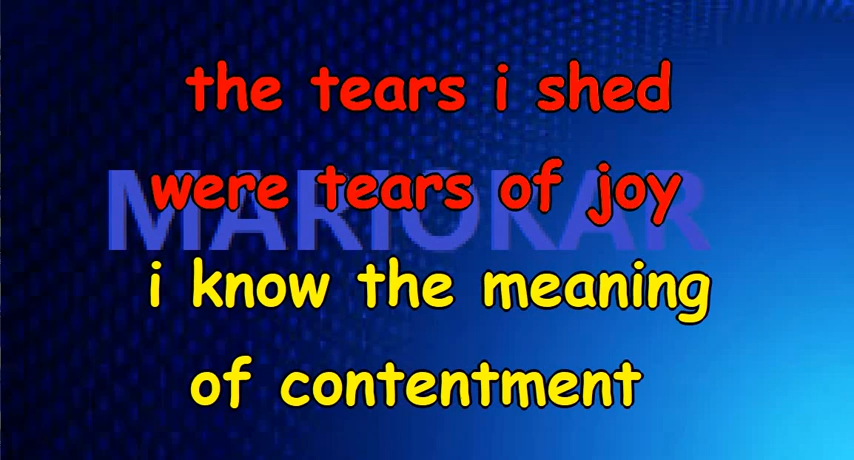 the tears i shed
were tears of joy
MARIOKAR
i know the meaning
of contentment